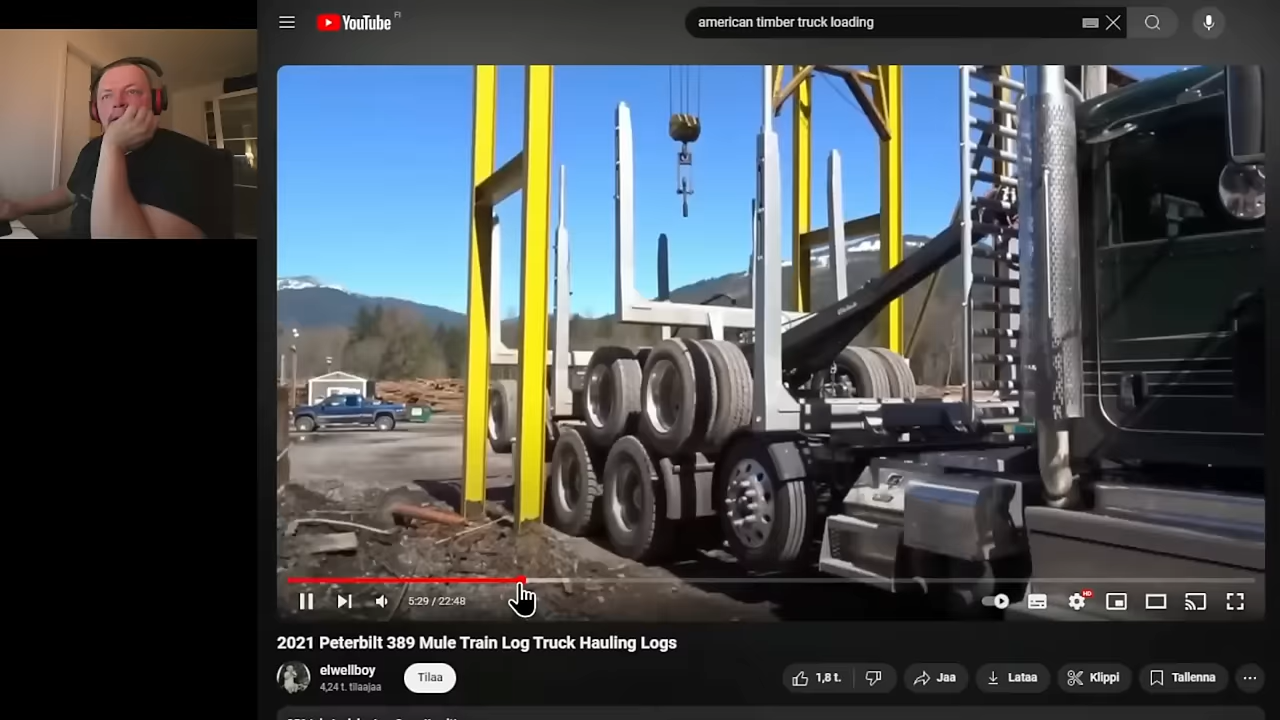 YouTube FI
american timber truck loading
5:29 / 22:48
HD
2021 Peterbilt 389 Mule Train Log Truck Hauling Logs
elwellboy
4,24 t. tilaajaa
Tilaa
1,8 t.
Jaa
Lataa
Klippi
Tallenna